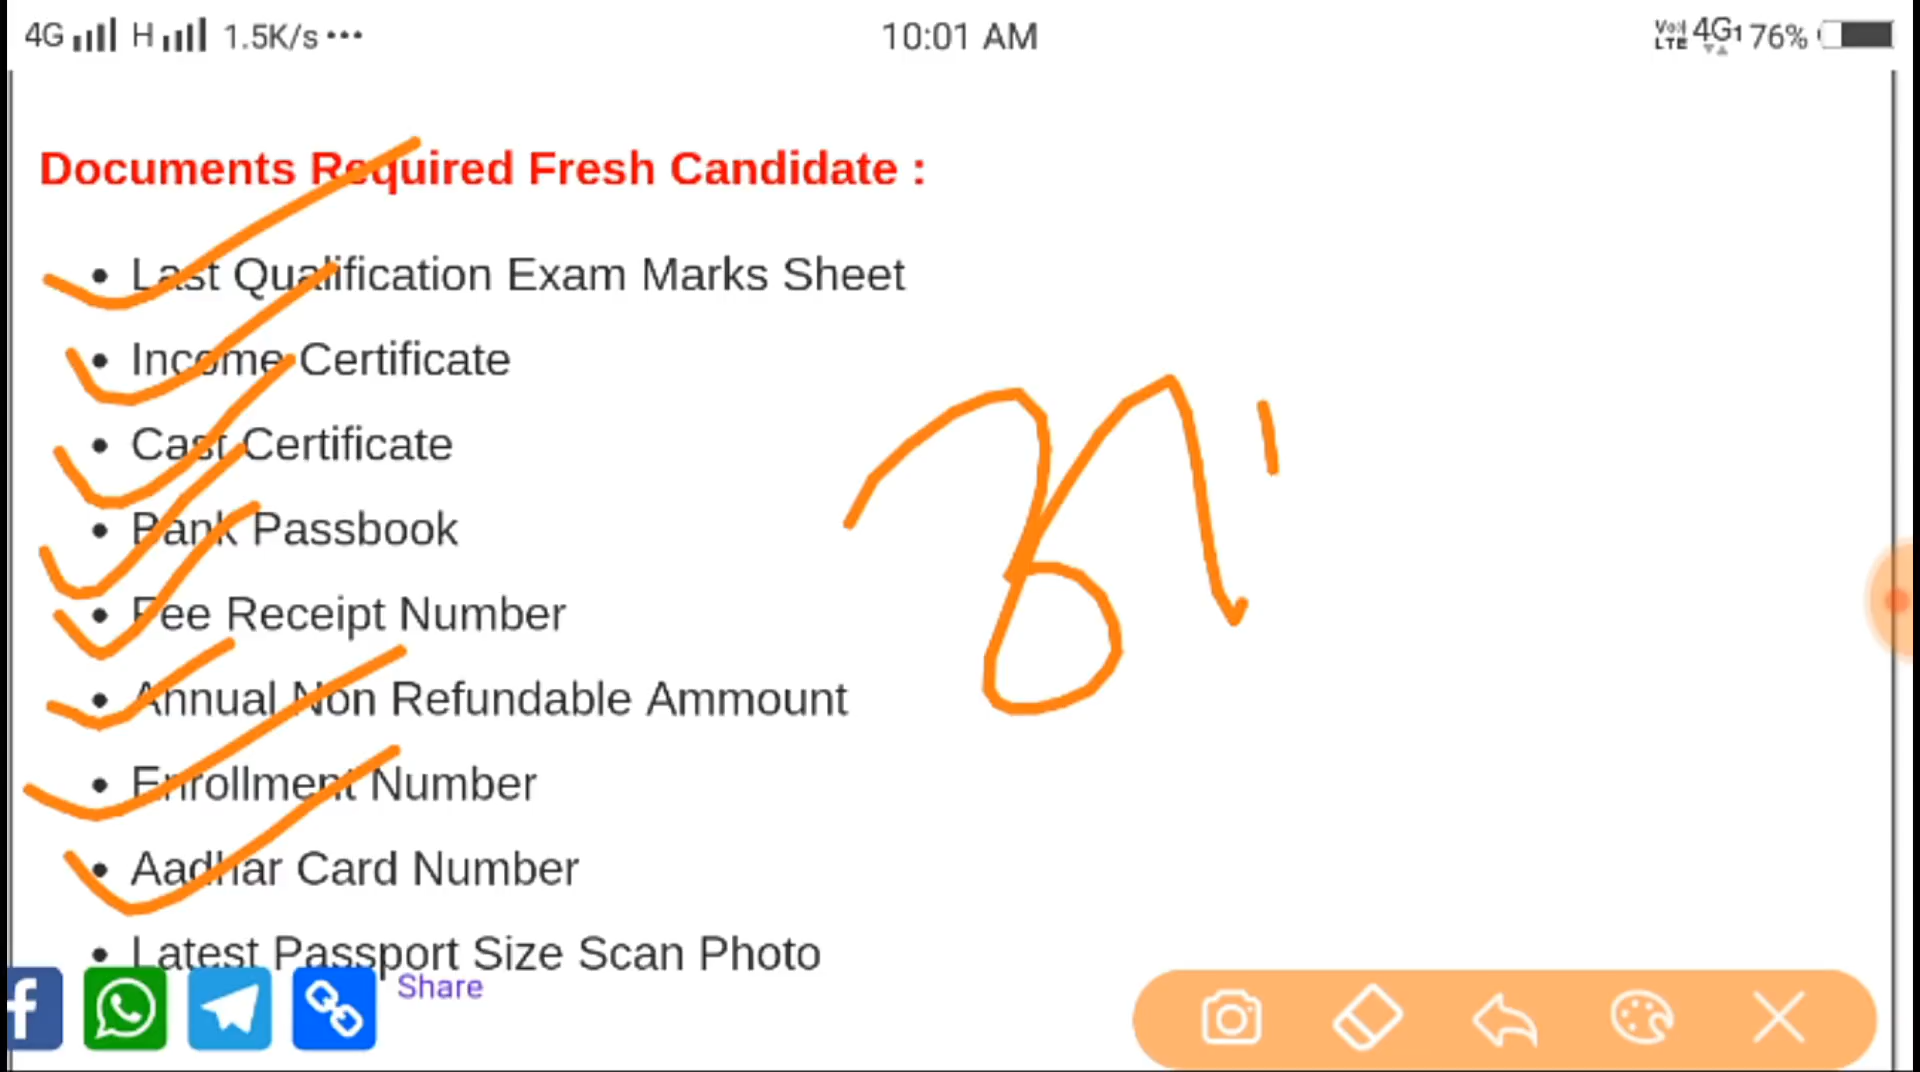 4G H 1.5K/s ... 10:01 AM VoLTE 4G1 76%
Documents Required Fresh Candidate :
• Last Qualification Exam Marks Sheet
• Income Certificate
• Cast Certificate
• Bank Passbook
• Fee Receipt Number
• Annual Non Refundable Ammount
• Enrollment Number
• Aadhar Card Number
• Latest Passport Size Scan Photo
Share